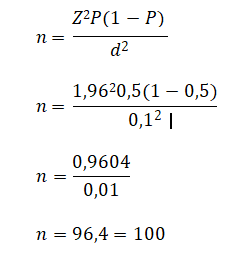 n = Z²P(1 − P) / d²
n = 1,96²0,5(1 − 0,5) / 0,1² |
n = 0,9604 / 0,01
n = 96,4 = 100